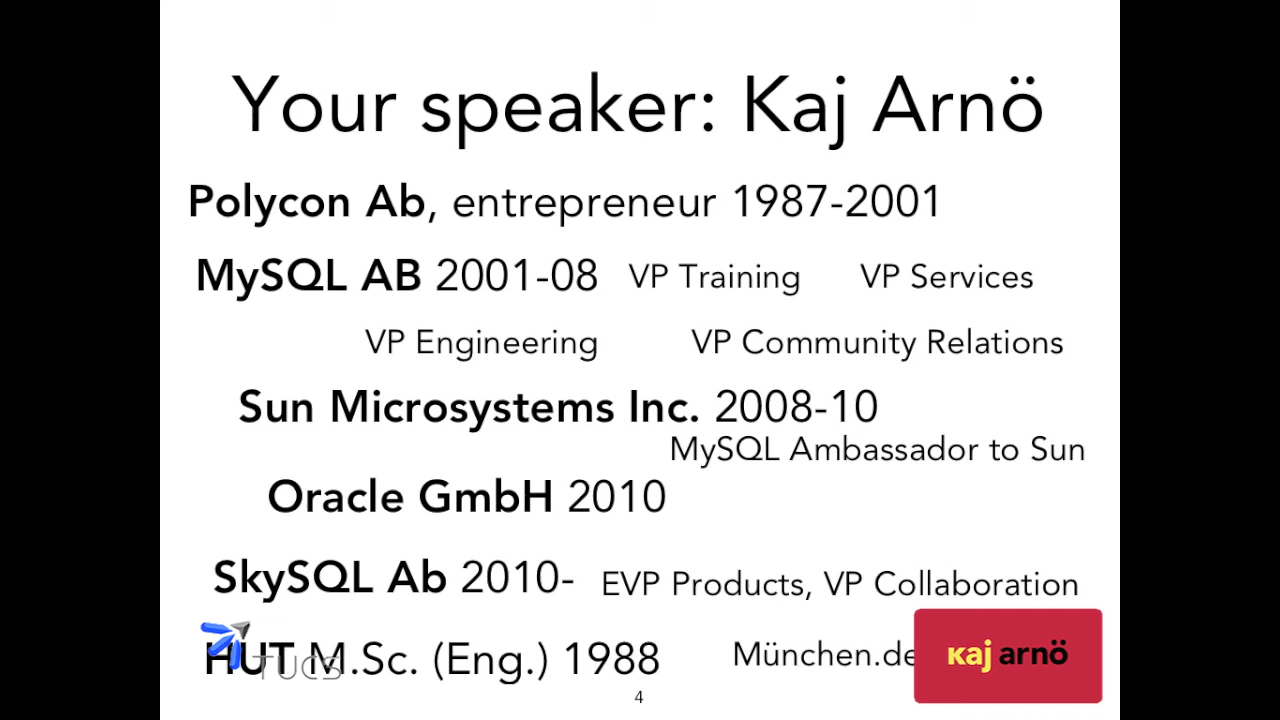 Your speaker: Kaj Arnö
Polycon Ab, entrepreneur 1987-2001
MySQL AB 2001-08 VP Training VP Services
VP Engineering VP Community Relations
Sun Microsystems Inc. 2008-10
MySQL Ambassador to Sun
Oracle GmbH 2010
SkySQL Ab 2010- EVP Products, VP Collaboration
HUT M.Sc. (Eng.) 1988 München.de
TUCS
кaj arnö
4